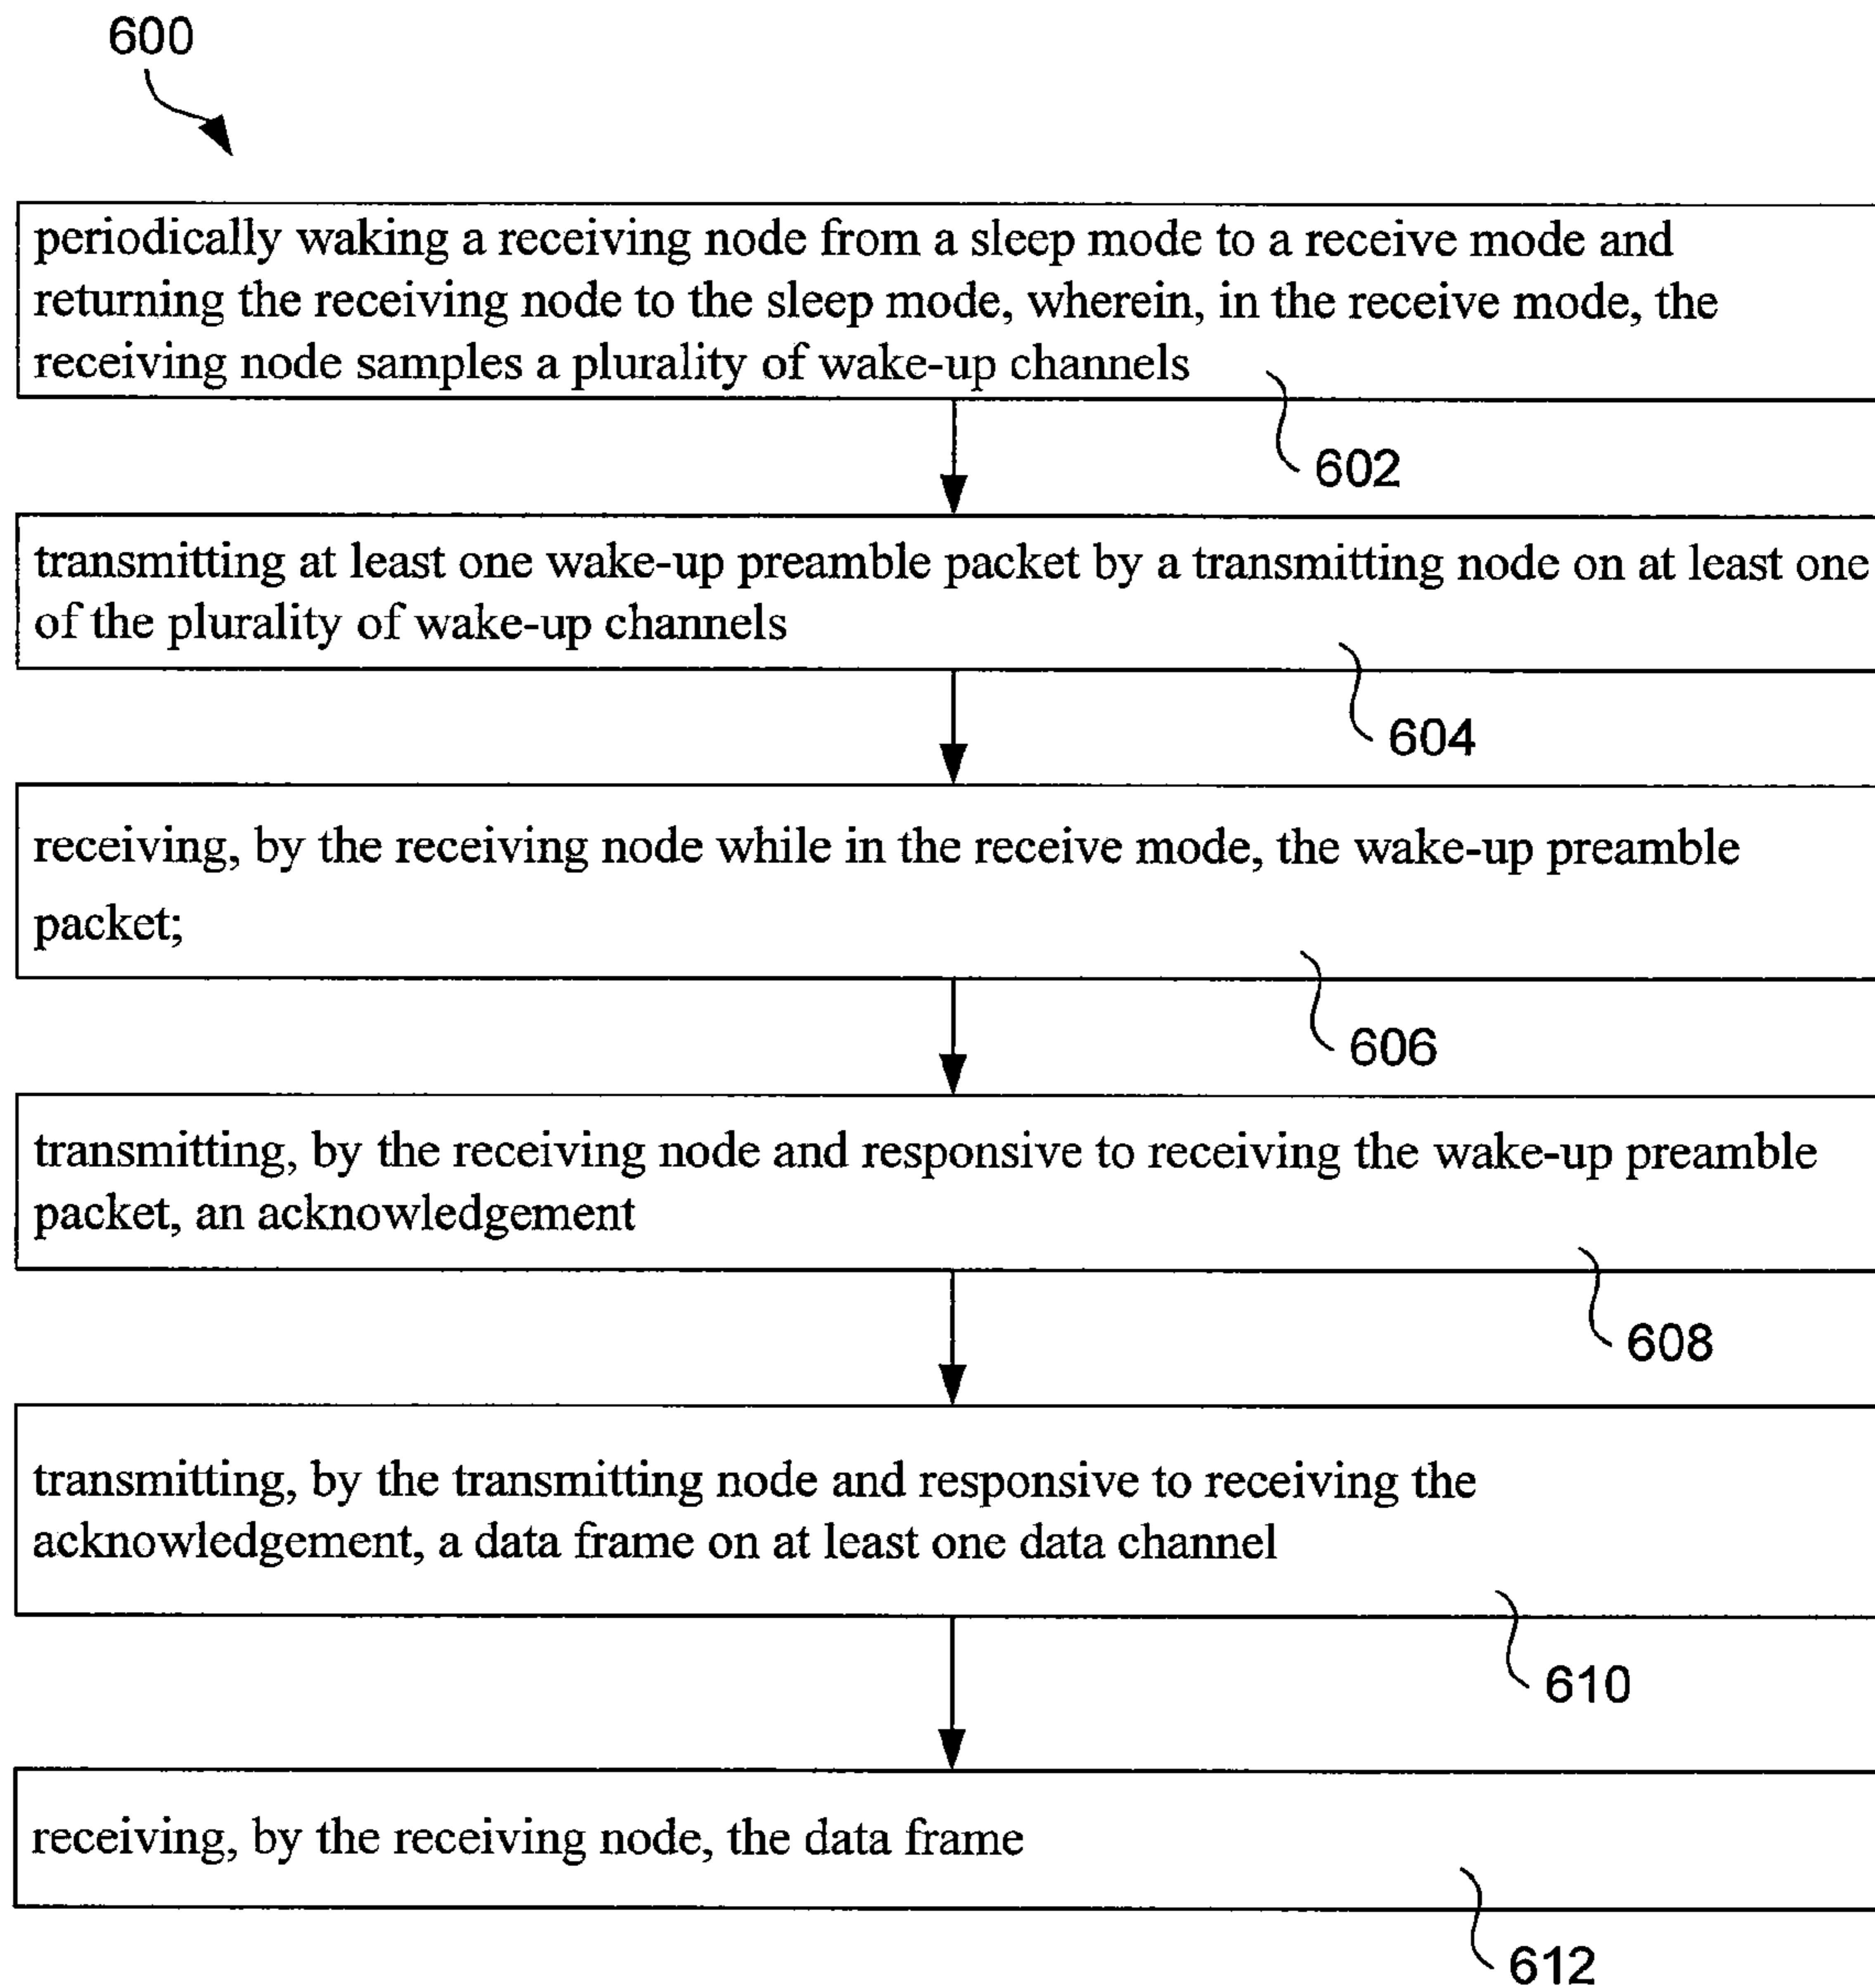 600
periodically waking a receiving node from a sleep mode to a receive mode and
returning the receiving node to the sleep mode, wherein, in the receive mode, the
receiving node samples a plurality of wake-up channels
602
transmitting at least one wake-up preamble packet by a transmitting node on at least one
of the plurality of wake-up channels
604
receiving, by the receiving node while in the receive mode, the wake-up preamble
packet;
606
transmitting, by the receiving node and responsive to receiving the wake-up preamble
packet, an acknowledgement
608
transmitting, by the transmitting node and responsive to receiving the
acknowledgement, a data frame on at least one data channel
610
receiving, by the receiving node, the data frame
612